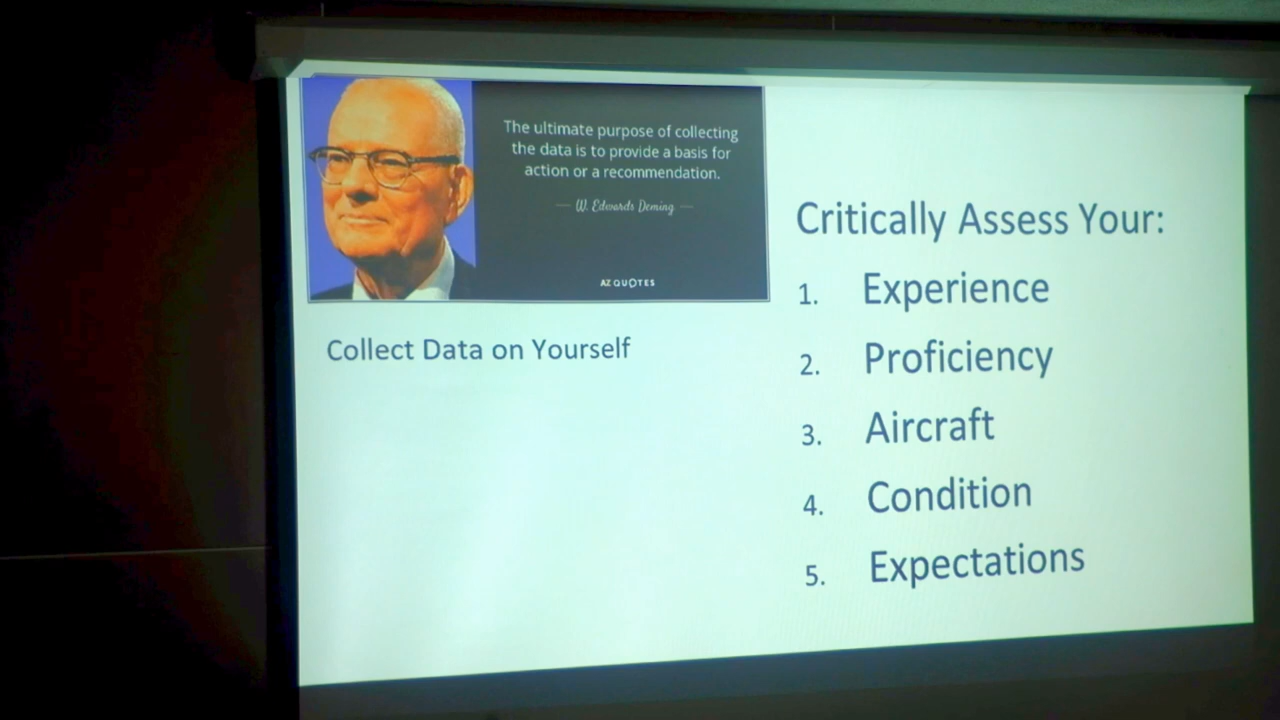 The ultimate purpose of collecting
the data is to provide a basis for
action or a recommendation.
— W. Edwards Deming —
AZ QUOTES
Collect Data on Yourself
Critically Assess Your:
1. Experience
2. Proficiency
3. Aircraft
4. Condition
5. Expectations